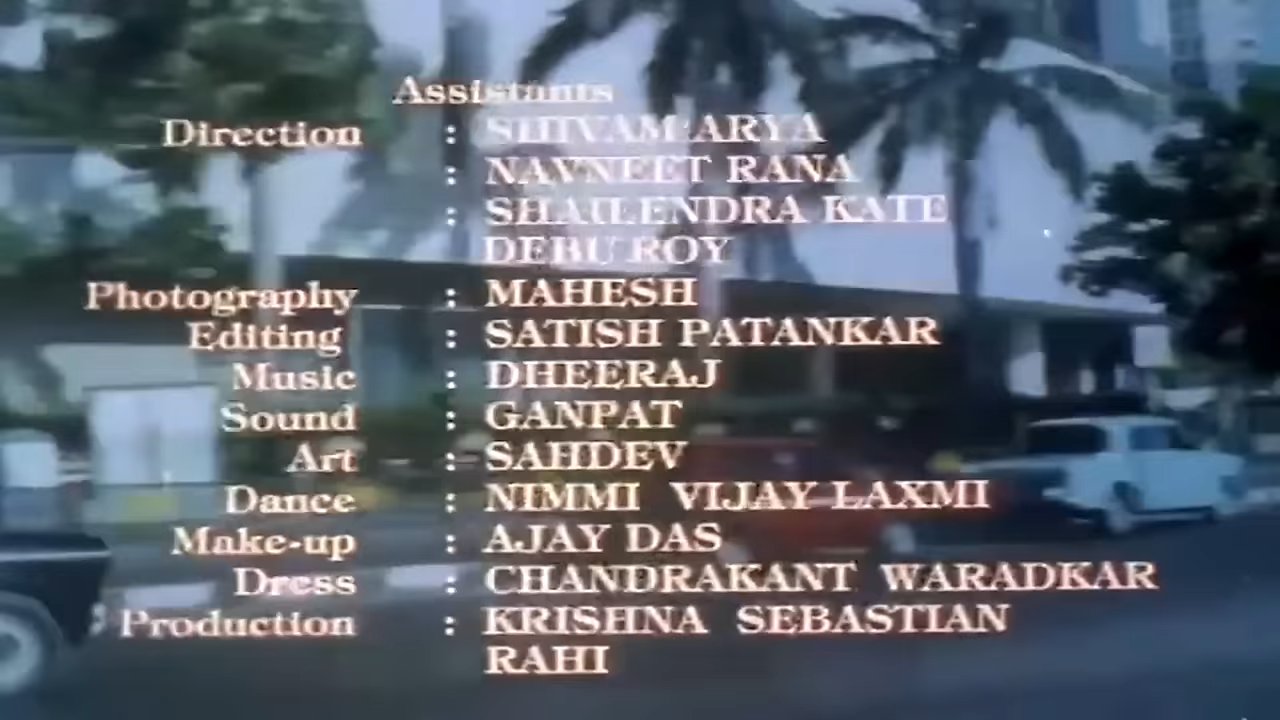 Assistants
Direction : SHIVAM ARYA
: NAVNEET RANA
: SHAILENDRA KATE
DEBU ROY
Photography : MAHESH
Editing : SATISH PATANKAR
Music : DHEERAJ
Sound : GANPAT
Art : SAHDEV
Dance : NIMMI VIJAY LAXMI
Make-up : AJAY DAS
Dress : CHANDRAKANT WARADKAR
Production : KRISHNA SEBASTIAN
RAHI